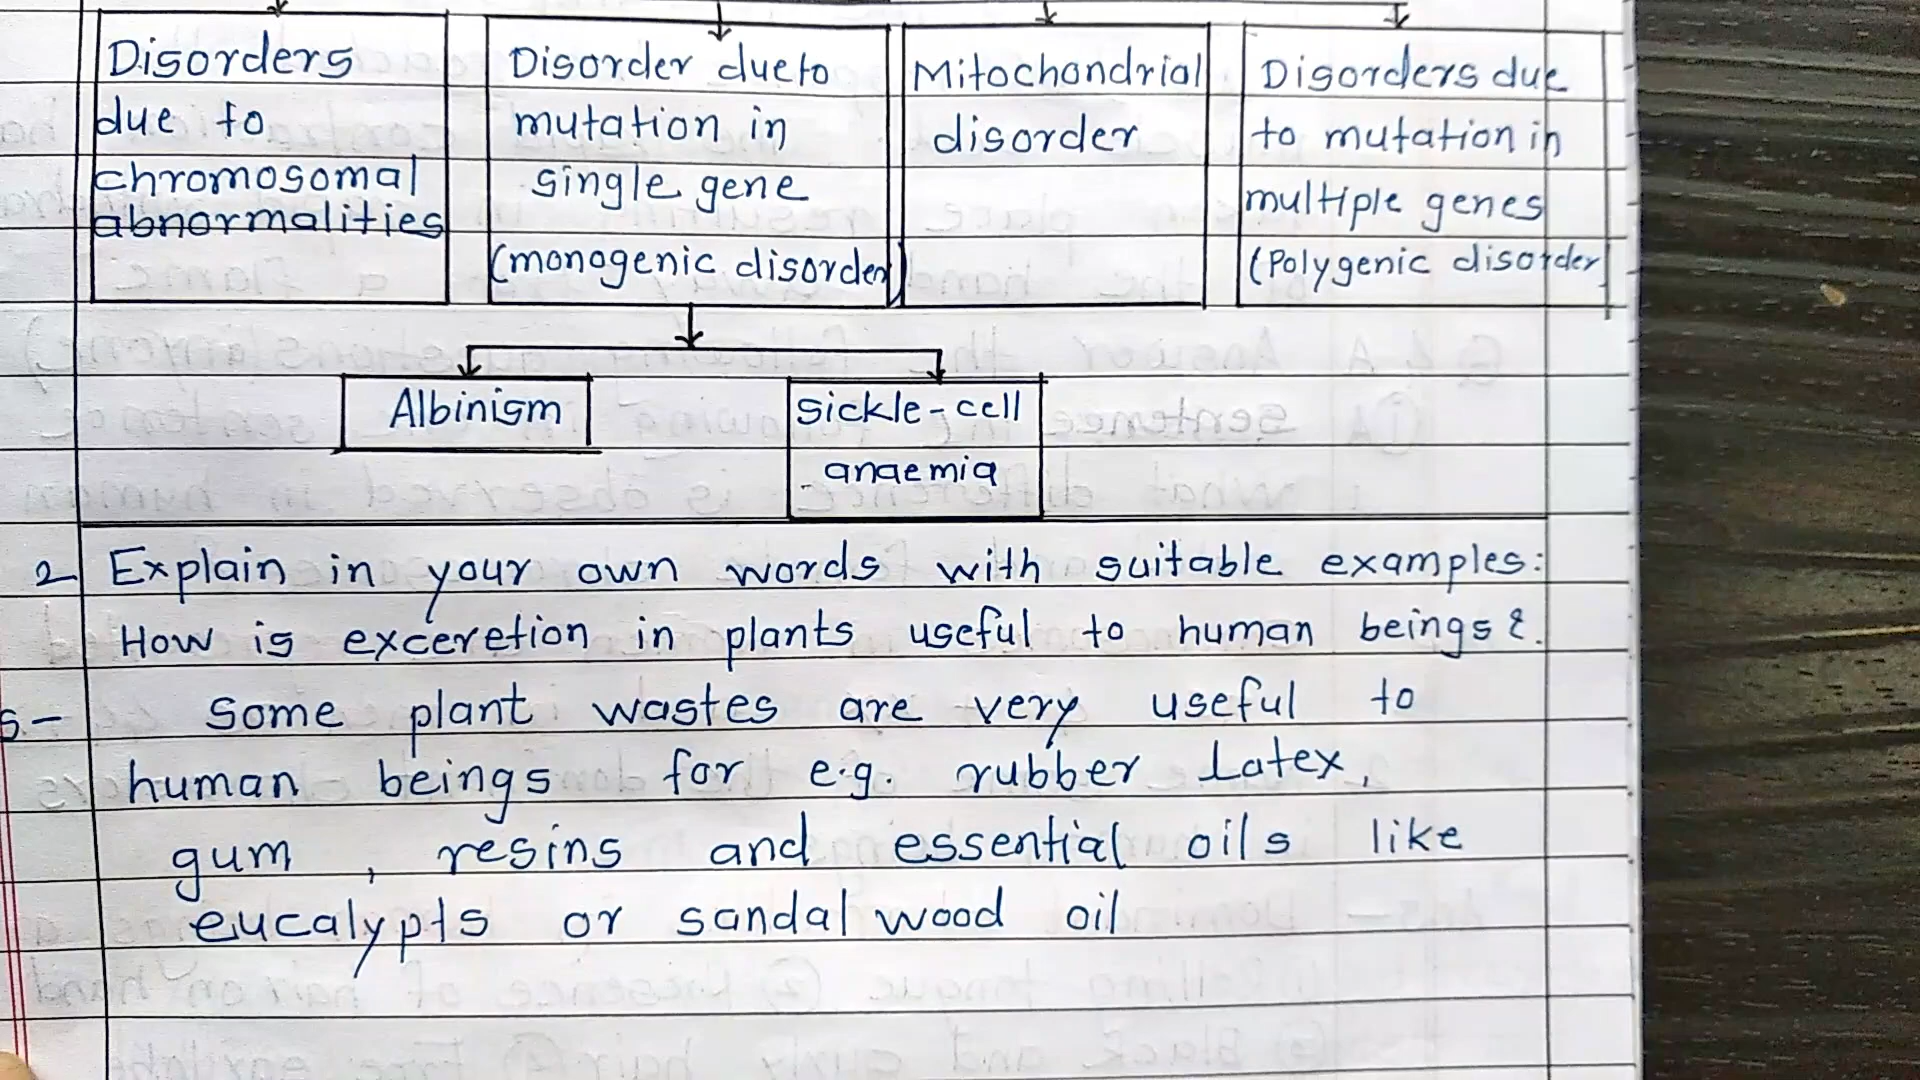 Disorders
due to
chromosomal
abnormalities
Disorder due to
mutation in
single gene
(monogenic disorder)
Mitochondrial
disorder
Disorders due
to mutation in
multiple genes
(Polygenic disorder
Albinism
sickle-cell
anaemia
2 Explain in your own words with suitable examples:
How is exceretion in plants useful to human beings?
s- some plant wastes are very useful to
human beings for e.g. rubber Latex,
gum, resins and essential oils like
eucalypts or sandal wood oil